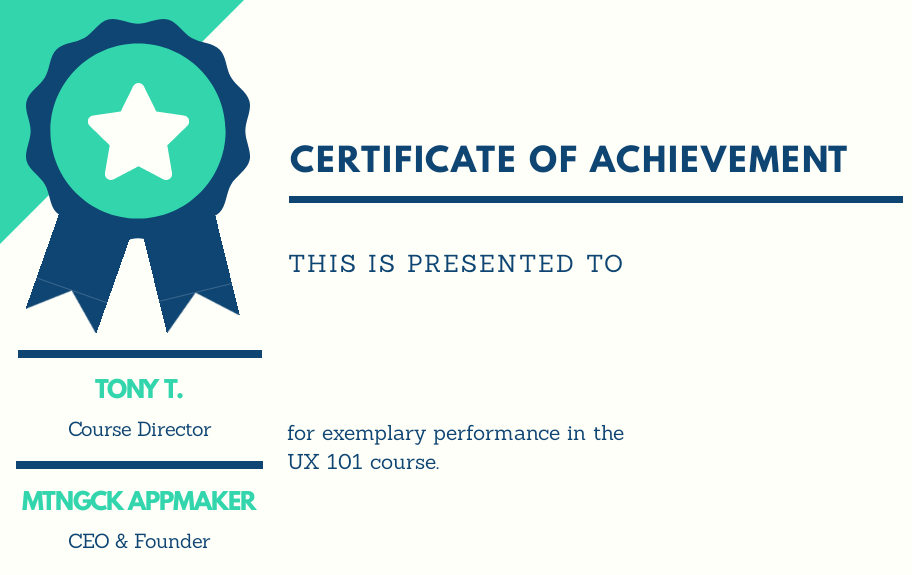 CERTIFICATE OF ACHIEVEMENT
THIS IS PRESENTED TO
for exemplary performance in the
UX 101 course.
TONY T.
Course Director
MTNGCK APPMAKER
CEO & Founder